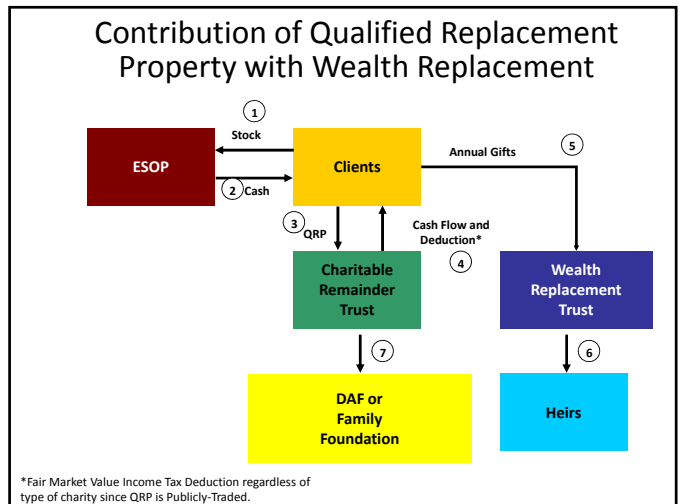 Contribution of Qualified Replacement
Property with Wealth Replacement
1
Stock
ESOP
Clients
2
Cash
Annual Gifts
5
3
QRP
Cash Flow and
Deduction*
4
Charitable
Remainder
Trust
Wealth
Replacement
Trust
7
6
DAF or
Family
Foundation
Heirs
*Fair Market Value Income Tax Deduction regardless of
type of charity since QRP is Publicly-Traded.